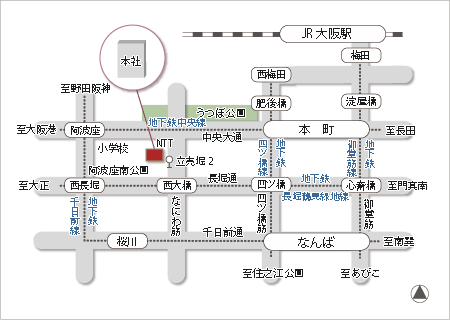 JR大阪駅
本社
梅田
西梅田
至野田阪神
肥後橋
淀屋橋
うつぼ公園
地下鉄中央線
至大阪港
阿波座
中央大通
本町
至長田
小学校
NTT
立売堀2
四ツ橋線
地下鉄
御堂筋線
地下鉄
阿波座南公園
長堀通
地下鉄
至大正
西長堀
西大橋
四ツ橋
心斎橋
至門真南
長堀鶴見緑地線
千日前線
地下鉄
なにわ筋
四ツ橋筋
御堂筋
桜川
千日前通
なんば
至南巽
至住之江公園
至あびこ